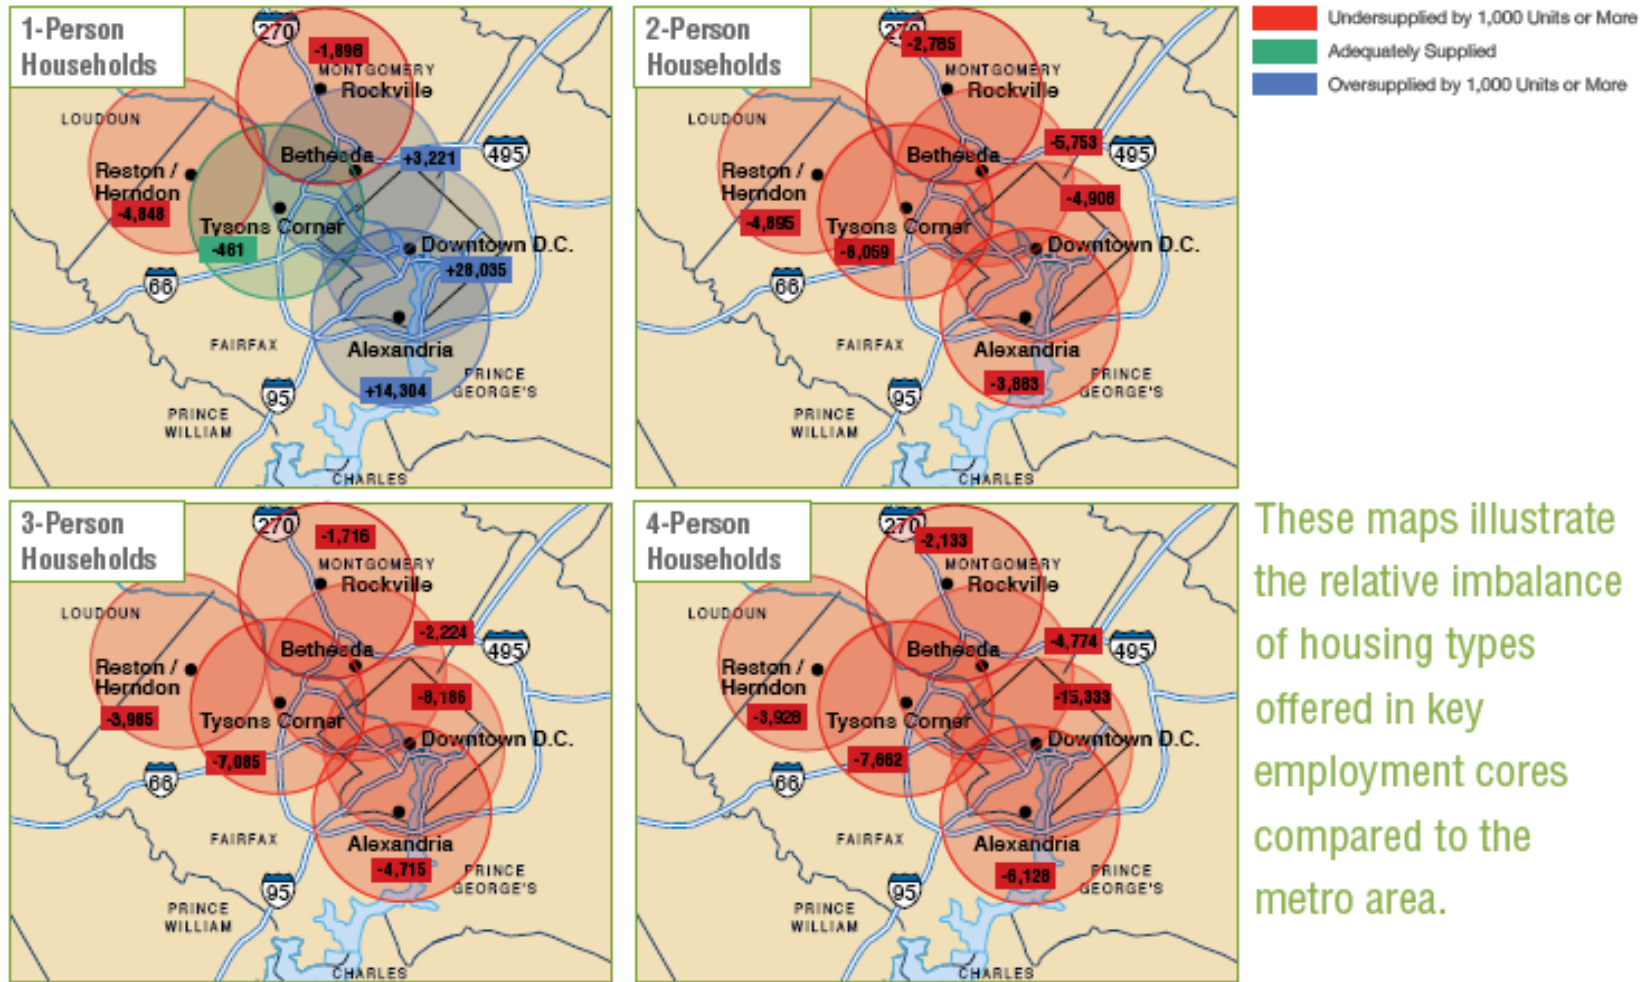 1-Person
Households
270
-1,898
MONTGOMERY
Rockville
LOUDOUN
Bethesda
+3,221
495
Reston /
Herndon
-4,848
Tysons Corner
-461
Downtown D.C.
+28,035
66
FAIRFAX
Alexandria
+14,304
PRINCE
GEORGE'S
95
PRINCE
WILLIAM
CHARLES
2-Person
Households
270
-2,785
MONTGOMERY
Rockville
LOUDOUN
-5,753
495
Bethesda
Reston /
Herndon
-4,895
-4,908
Tysons Corner
-6,059
Downtown D.C.
66
FAIRFAX
Alexandria
-3,883
PRINCE
GEORGE'S
95
PRINCE
WILLIAM
CHARLES
Undersupplied by 1,000 Units or More
Adequately Supplied
Oversupplied by 1,000 Units or More
3-Person
Households
270
-1,716
MONTGOMERY
Rockville
LOUDOUN
-2,224
495
Bethesda
Reston /
Herndon
-3,985
-8,186
Tysons Corner
-7,085
Downtown D.C.
66
FAIRFAX
Alexandria
-4,715
PRINCE
GEORGE'S
95
PRINCE
WILLIAM
CHARLES
4-Person
Households
270
-2,133
MONTGOMERY
Rockville
LOUDOUN
-4,774
495
Bethesda
Reston /
Herndon
-3,928
-15,333
Tysons Corner
-7,662
Downtown D.C.
66
FAIRFAX
Alexandria
-6,128
PRINCE
GEORGE'S
95
PRINCE
WILLIAM
CHARLES
These maps illustrate
the relative imbalance
of housing types
offered in key
employment cores
compared to the
metro area.